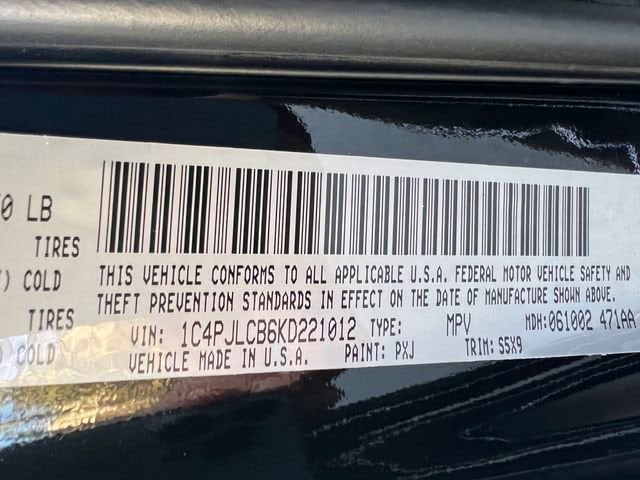 0 LB
TIRES
) COLD
THIS VEHICLE CONFORMS TO ALL APPLICABLE U.S.A. FEDERAL MOTOR VEHICLE SAFETY AND
THEFT PREVENTION STANDARDS IN EFFECT ON THE DATE OF MANUFACTURE SHOWN ABOVE.
TIRES
VIN: 1C4PJLCB6KD221012 TYPE: MPV MDH:061002 471AA
) COLD
VEHICLE MADE IN U.S.A. PAINT: PXJ TRIM: S5X9